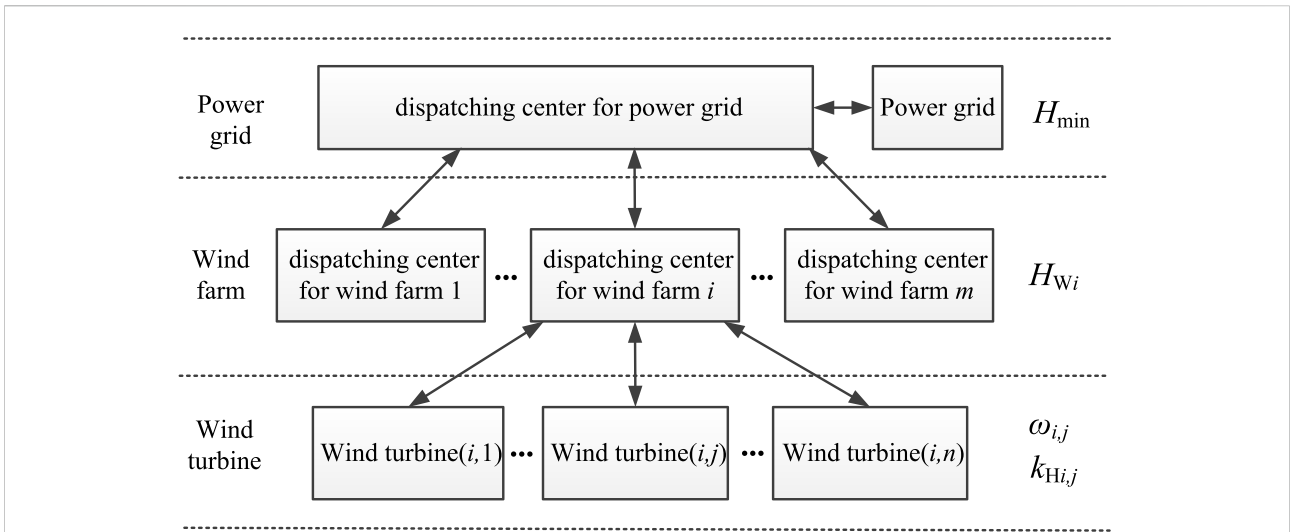 Power
grid
dispatching center for power grid
Power grid
H_min
Wind
farm
dispatching center
for wind farm 1
...
dispatching center
for wind farm i
...
dispatching center
for wind farm m
H_Wi
Wind
turbine
Wind turbine(i,1)
...
Wind turbine(i,j)
...
Wind turbine(i,n)
ω_i,j
k_Hi,j